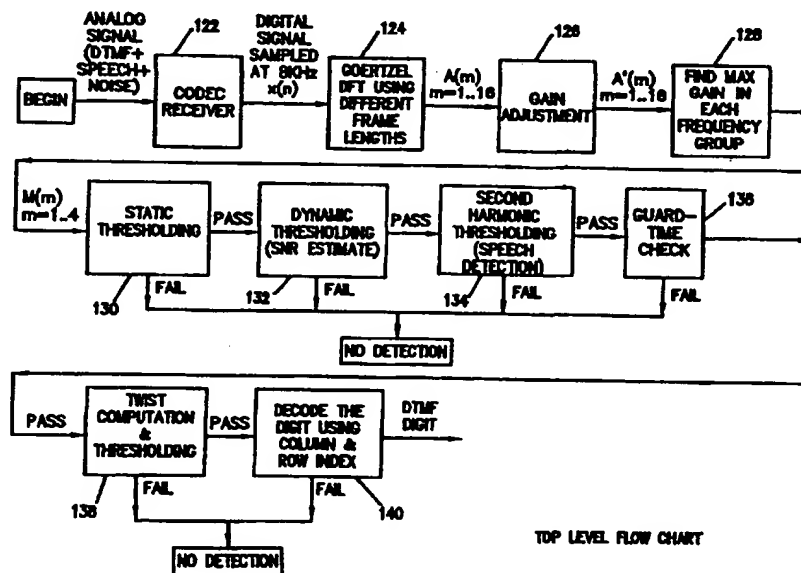 ANALOG
SIGNAL
(DTMF+
SPEECH+
NOISE)
BEGIN
122
CODEC
RECEIVER
DIGITAL
SIGNAL
SAMPLED
AT 8KHz
x(n)
124
GOERTZEL
DFT USING
DIFFERENT
FRAME
LENGTHS
A(m)
m=1..16
126
GAIN
ADJUSTMENT
A'(m)
m=1..16
128
FIND MAX
GAIN IN
EACH
FREQUENCY
GROUP
M(m)
m=1..4
STATIC
THRESHOLDING
130
FAIL
PASS
DYNAMIC
THRESHOLDING
(SNR ESTIMATE)
132
FAIL
PASS
SECOND
HARMONIC
THRESHOLDING
(SPEECH
DETECTION)
134
FAIL
PASS
GUARD-
TIME
CHECK
136
FAIL
NO DETECTION
PASS
TWIST
COMPUTATION
&
THRESHOLDING
138
FAIL
PASS
DECODE THE
DIGIT USING
COLUMN &
ROW INDEX
140
FAIL
DTMF
DIGIT
NO DETECTION
TOP LEVEL FLOW CHART